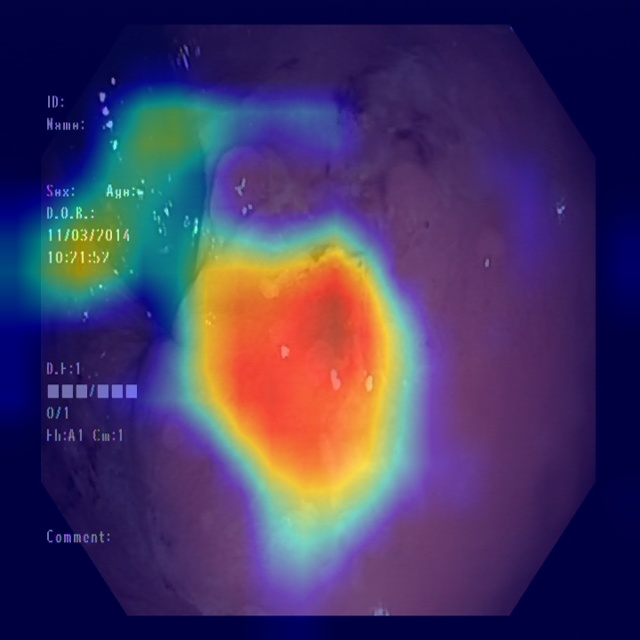 ID:
Name:
Sex: Age:
D.O.B.:
11/03/2014
10:21:52
D.F:1
■■■/■■■
0/1
Eh:A1 Cm:1
Comment: